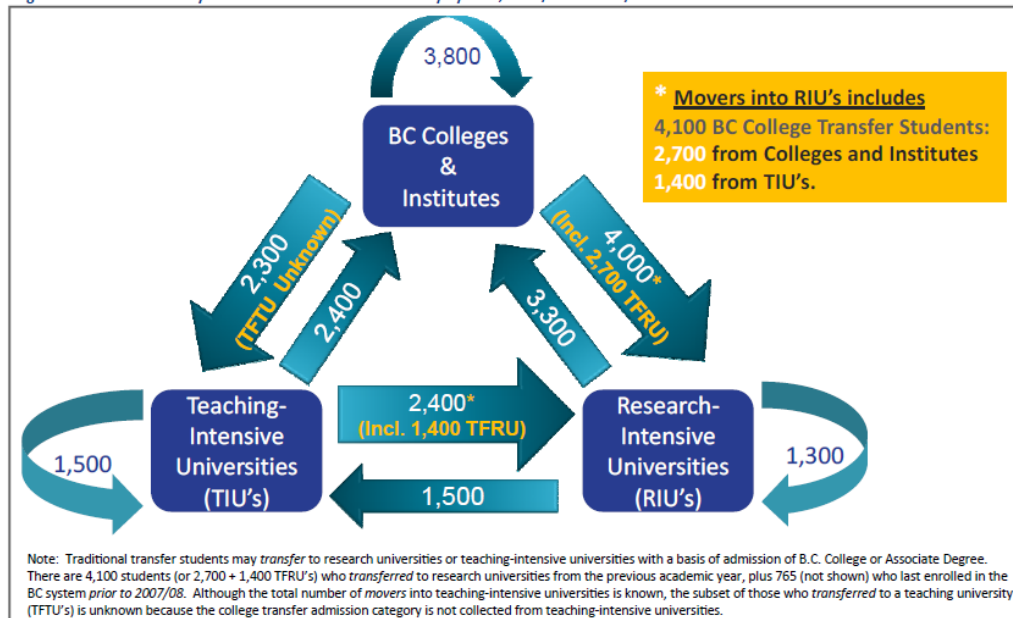 3,800
BC Colleges
&
Institutes
* Movers into RIU's includes
4,100 BC College Transfer Students:
2,700 from Colleges and Institutes
1,400 from TIU's.
2,300
(TFTU Unknown)
2,400
4,000*
(Incl. 2,700 TFRU)
3,300
Teaching-
Intensive
Universities
(TIU's)
1,500
2,400*
(Incl. 1,400 TFRU)
1,500
Research-
Intensive
Universities
(RIU's)
1,300
Note: Traditional transfer students may transfer to research universities or teaching-intensive universities with a basis of admission of B.C. College or Associate Degree.
There are 4,100 students (or 2,700 + 1,400 TFRU's) who transferred to research universities from the previous academic year, plus 765 (not shown) who last enrolled in the
BC system prior to 2007/08. Although the total number of movers into teaching-intensive universities is known, the subset of those who transferred to a teaching university
(TFTU's) is unknown because the college transfer admission category is not collected from teaching-intensive universities.